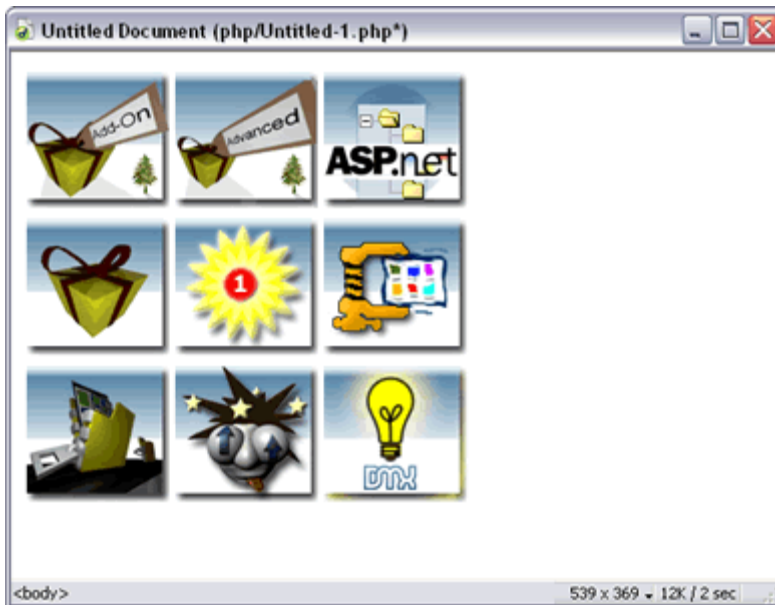 Untitled Document (php/Untitled-1.php*)
Add-On
Advanced
ASP.net
1
DMX
<body>
539 x 369 12K / 2 sec